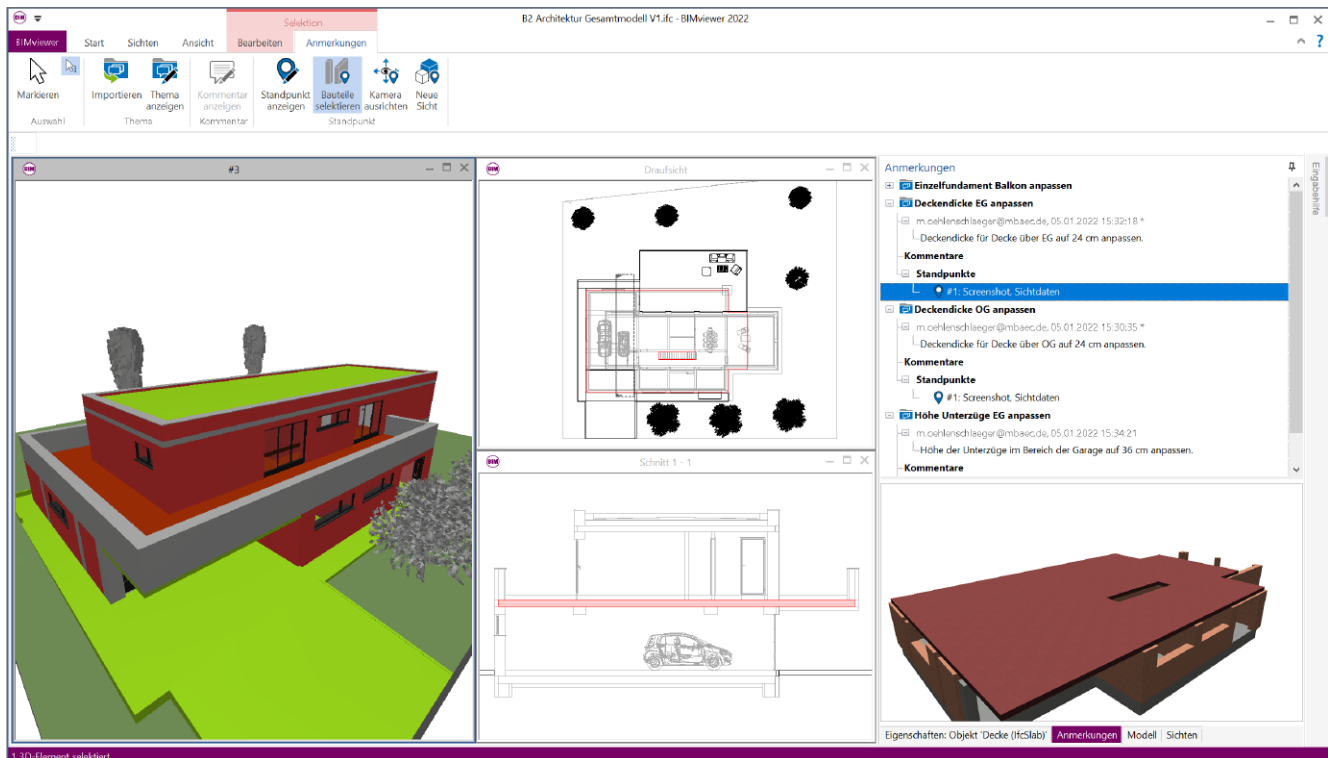 BIM
B2 Architektur Gesamtmodell V1.ifc - BIMviewer 2022
Selektion
BIMviewer Start Sichten Ansicht Bearbeiten Anmerkungen
Markieren Importieren Thema anzeigen Kommentar anzeigen Standpunkt anzeigen Bauteile selektieren Kamera ausrichten Neue Sicht
Auswahl Thema Kommentar Standpunkt
BIM #3
BIM Draufsicht
BIM Schnitt 1 - 1
Anmerkungen
Einzelfundament Balkon anpassen
Deckendicke EG anpassen
m.oehlenschlaeger@mbaec.de, 05.01.2022 15:32:18 *
Deckendicke für Decke über EG auf 24 cm anpassen.
Kommentare
Standpunkte
#1: Screenshot, Sichtdaten
Deckendicke OG anpassen
m.oehlenschlaeger@mbaec.de, 05.01.2022 15:30:35 *
Deckendicke für Decke über OG auf 24 cm anpassen.
Kommentare
Standpunkte
#1: Screenshot, Sichtdaten
Höhe Unterzüge EG anpassen
m.oehlenschlaeger@mbaec.de, 05.01.2022 15:34:21
Höhe der Unterzüge im Bereich der Garage auf 36 cm anpassen.
Kommentare
Eingabehilfe
Eigenschaften: Objekt 'Decke (IfcSlab)' Anmerkungen Modell Sichten
1 3D-Element selektiert